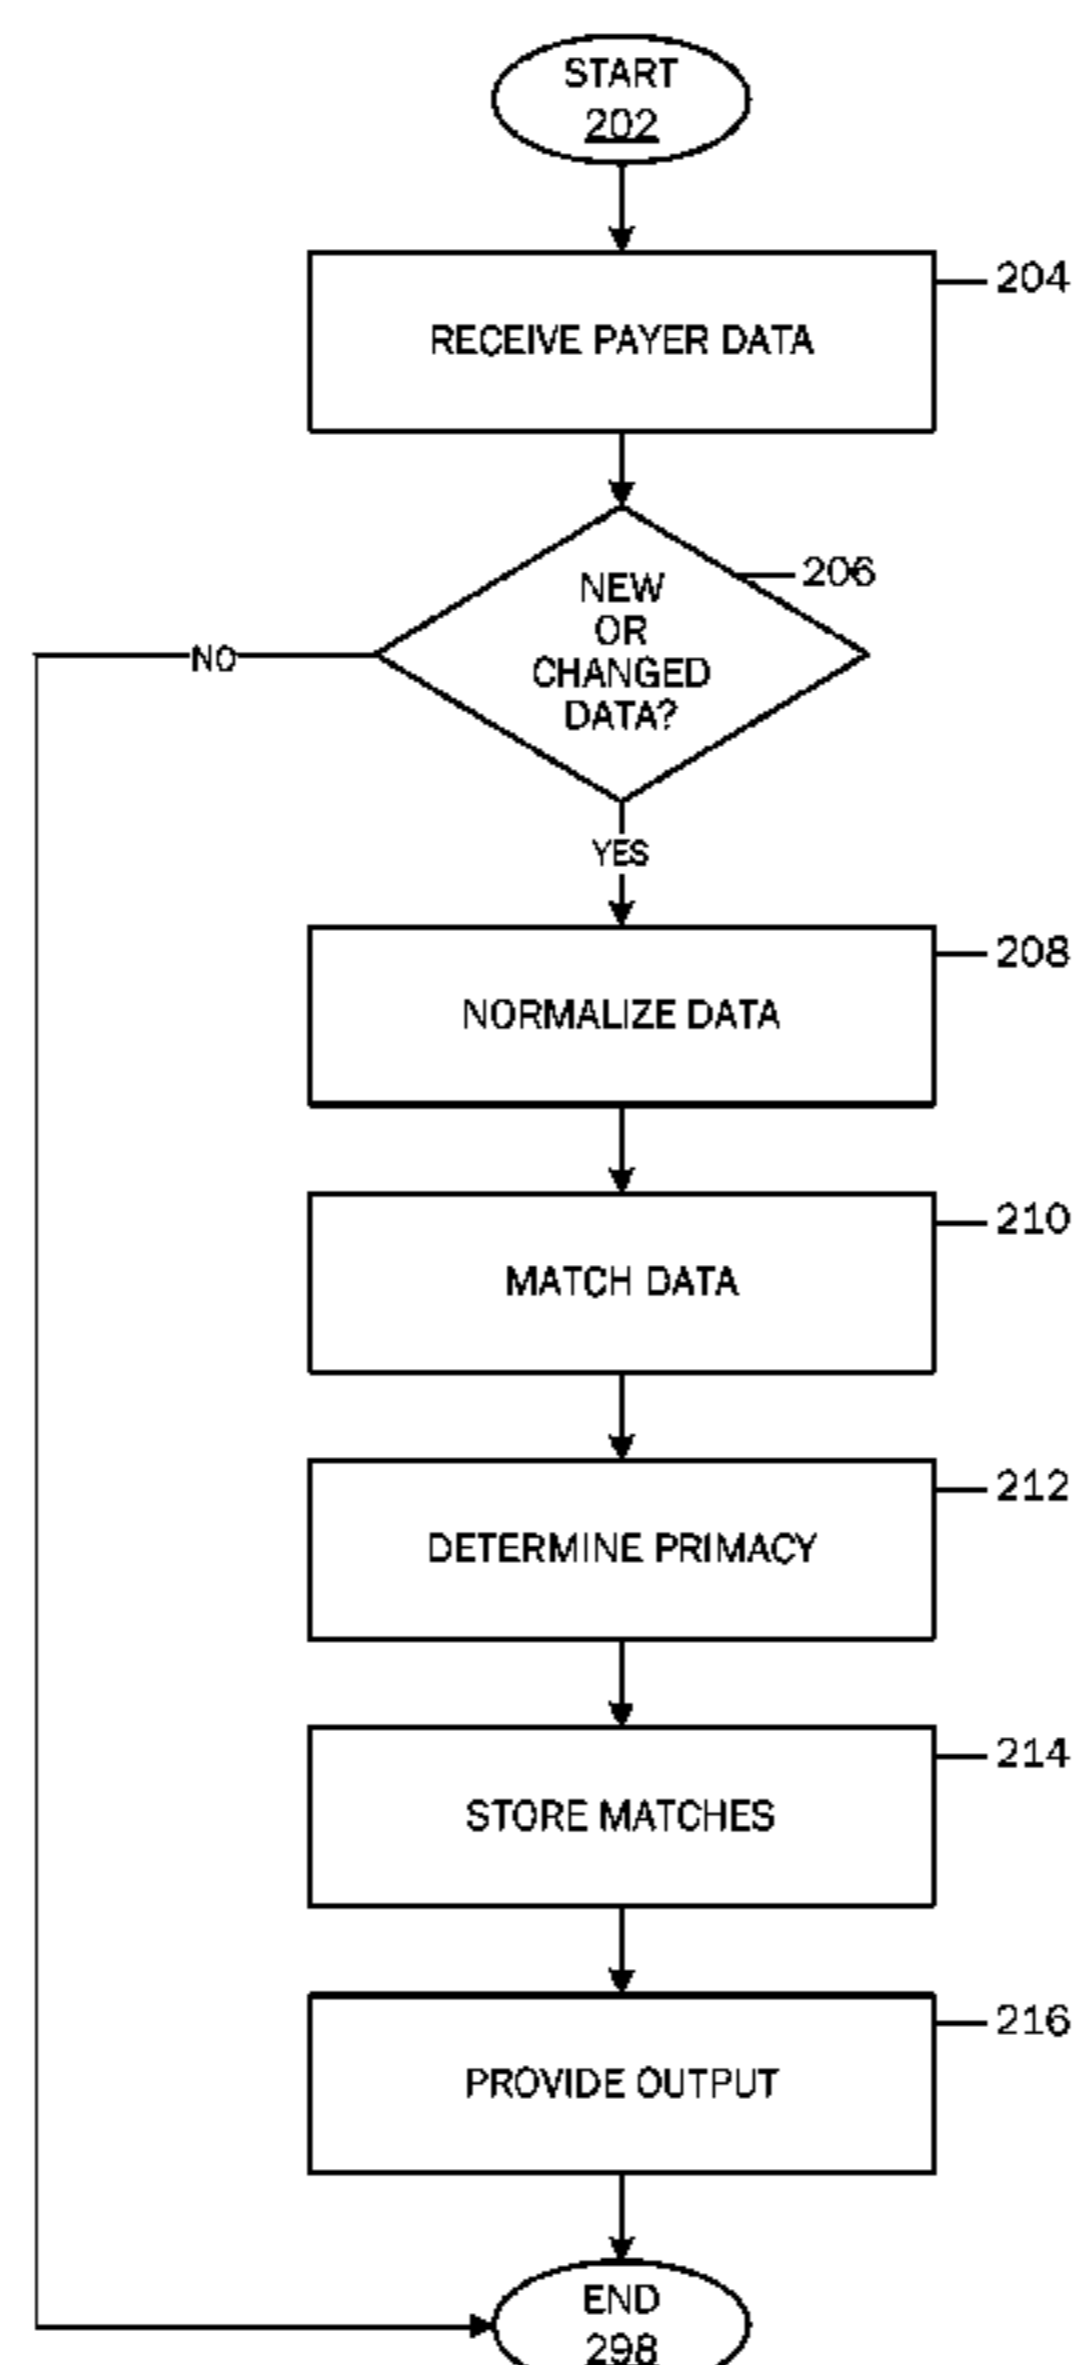 START
202
204
RECEIVE PAYER DATA
206
NEW
OR
CHANGED
DATA?
NO
YES
208
NORMALIZE DATA
210
MATCH DATA
212
DETERMINE PRIMACY
214
STORE MATCHES
216
PROVIDE OUTPUT
END
298